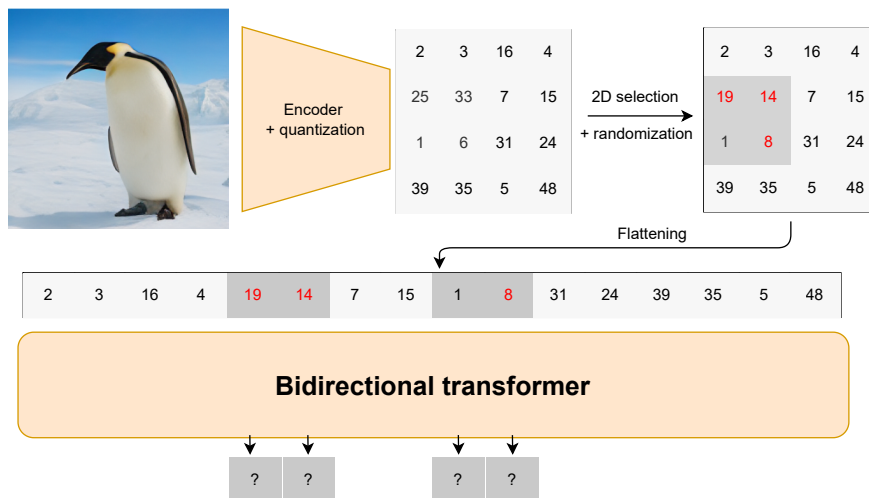 2 3 16 4
25 33 7 15
1 6 31 24
39 35 5 48
Encoder
+ quantization
2D selection
+ randomization
2 3 16 4
19 14 7 15
1 8 31 24
39 35 5 48
Flattening
2 3 16 4 19 14 7 15 1 8 31 24 39 35 5 48
Bidirectional transformer
? ? ? ?